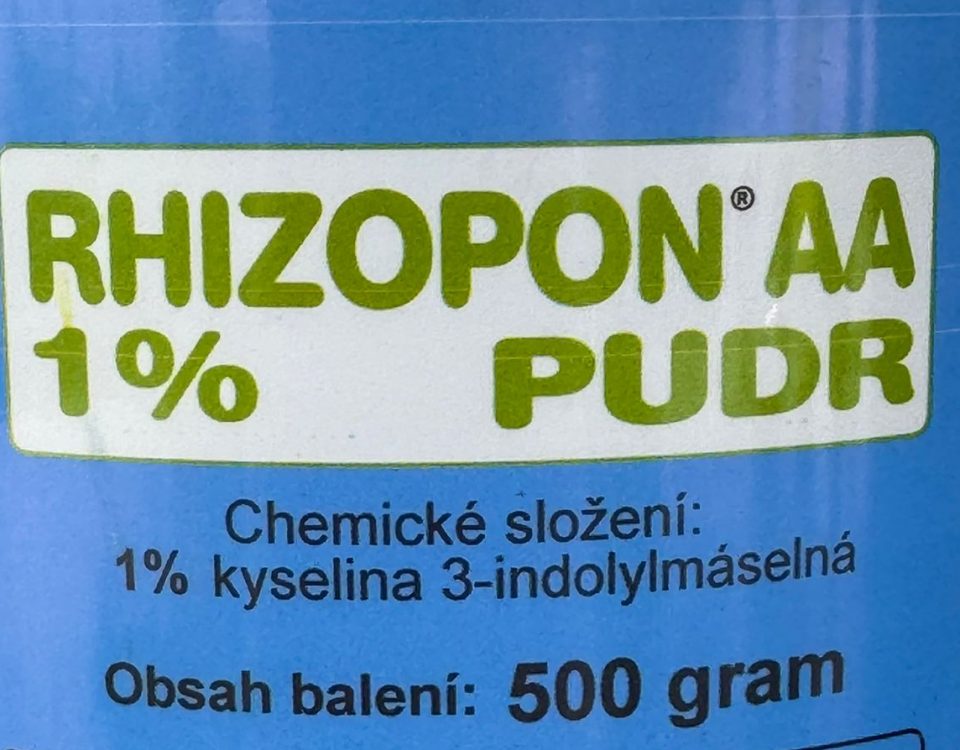 RHIZOPON® AA
1% PUDR
Chemické složení:
1% kyselina 3-indolylmáselná
Obsah balení: 500 gram